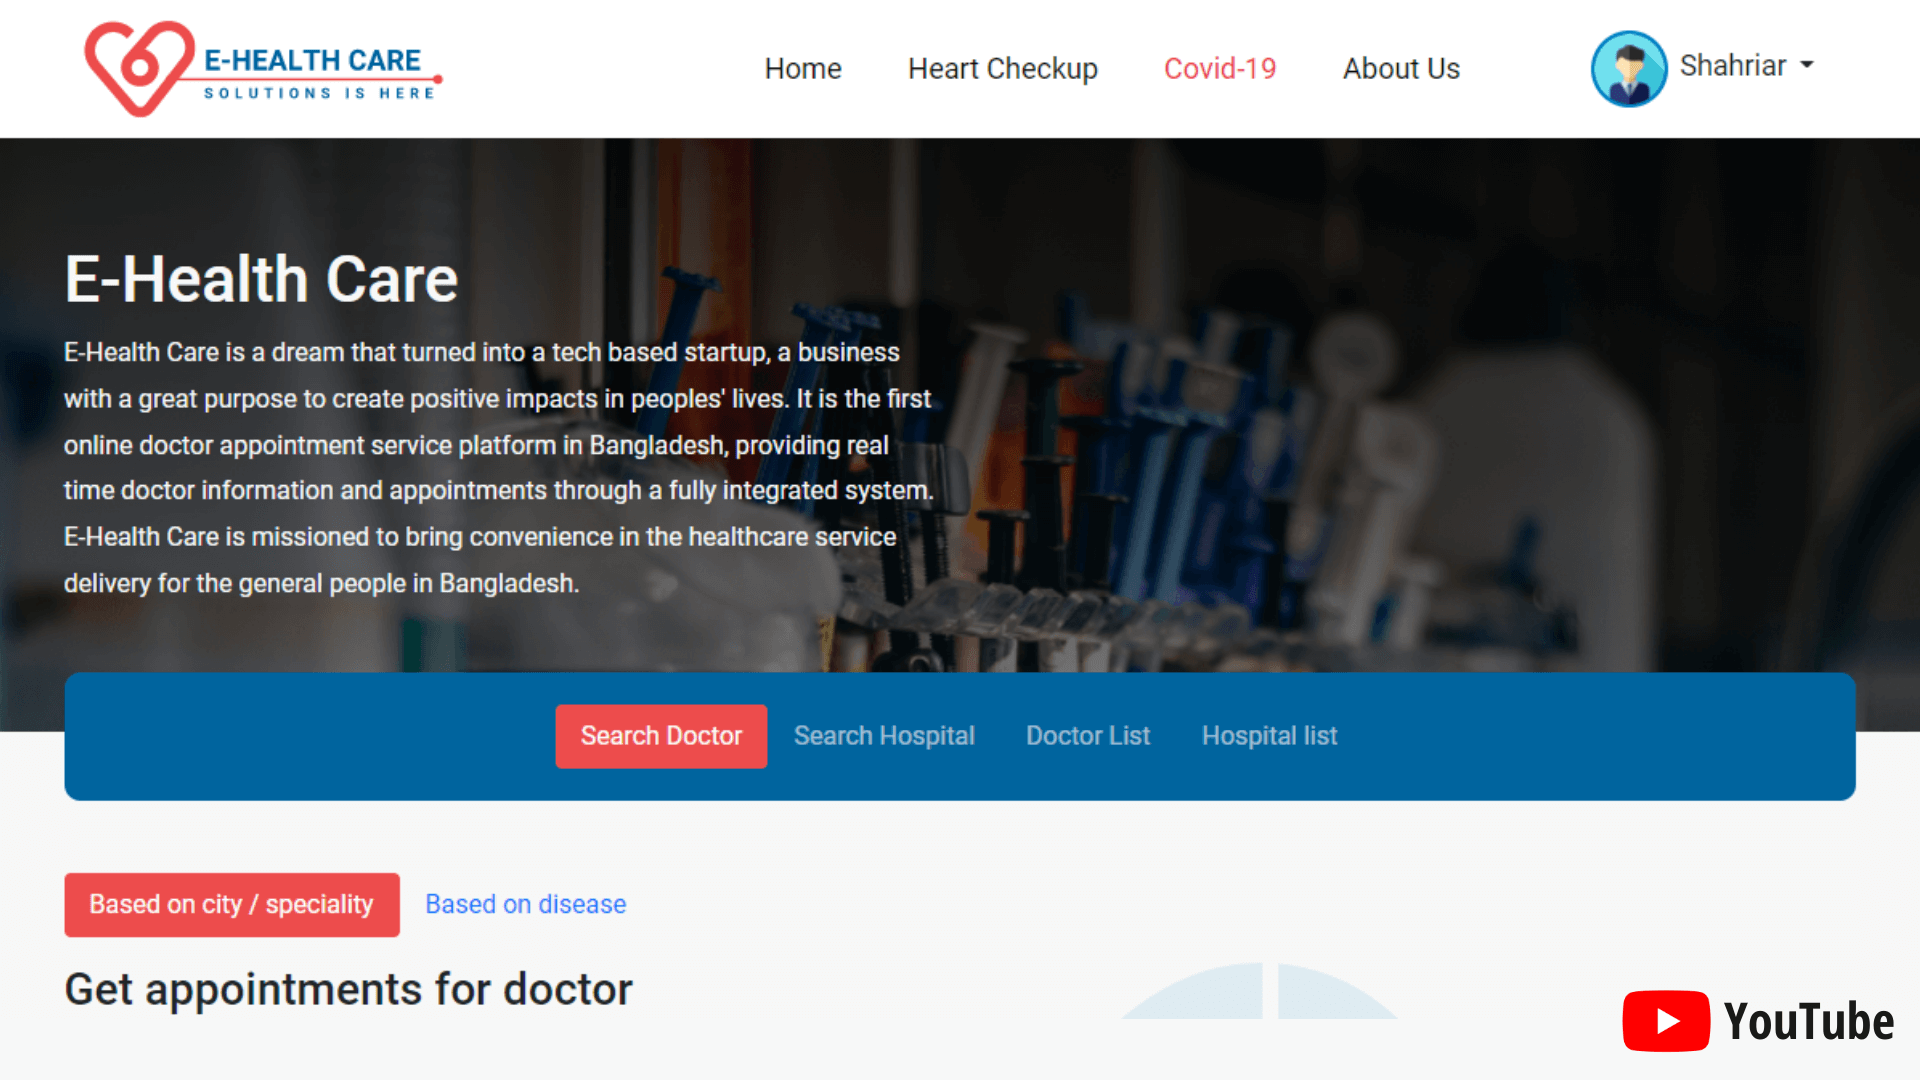 E-HEALTH CARE
SOLUTIONS IS HERE
Home
Heart Checkup
Covid-19
About Us
Shahriar
E-Health Care
E-Health Care is a dream that turned into a tech based startup, a business
with a great purpose to create positive impacts in peoples' lives. It is the first
online doctor appointment service platform in Bangladesh, providing real
time doctor information and appointments through a fully integrated system.
E-Health Care is missioned to bring convenience in the healthcare service
delivery for the general people in Bangladesh.
Search Doctor
Search Hospital
Doctor List
Hospital list
Based on city / speciality
Based on disease
Get appointments for doctor
YouTube